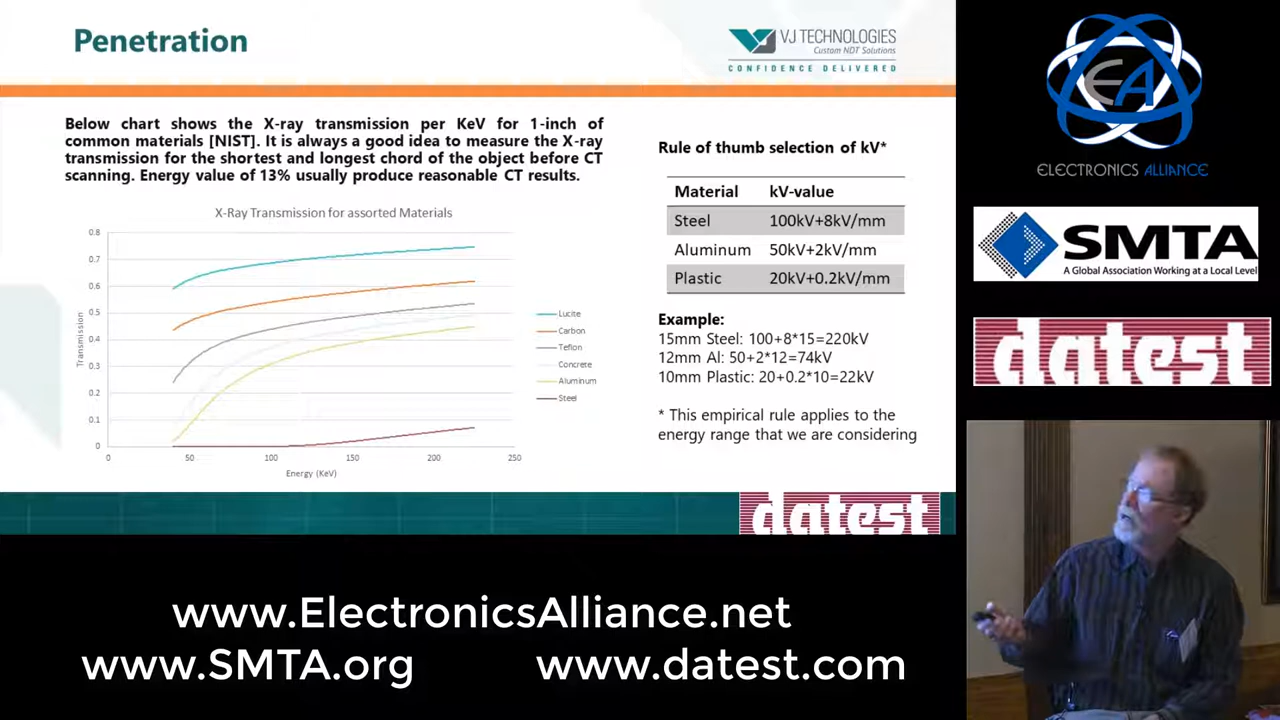 Penetration
VJ TECHNOLOGIES
Custom NDT Solutions
CONFIDENCE DELIVERED
Below chart shows the X-ray transmission per KeV for 1-inch of
common materials [NIST]. It is always a good idea to measure the X-ray
transmission for the shortest and longest chord of the object before CT
scanning. Energy value of 13% usually produce reasonable CT results.
X-Ray Transmission for assorted Materials
0.8
0.7
0.6
0.5
0.4
0.3
0.2
0.1
0
Transmission
0 50 100 150 200 250
Energy (KeV)
Lucite
Carbon
Teflon
Concrete
Aluminum
Steel
Rule of thumb selection of kV*
Material kV-value
Steel 100kV+8kV/mm
Aluminum 50kV+2kV/mm
Plastic 20kV+0.2kV/mm
Example:
15mm Steel: 100+8*15=220kV
12mm Al: 50+2*12=74kV
10mm Plastic: 20+0.2*10=22kV
* This empirical rule applies to the
energy range that we are considering
datest
EA
ELECTRONICS ALLIANCE
SMTA
A Global Association Working at a Local Level
datest
www.ElectronicsAlliance.net
www.SMTA.org www.datest.com